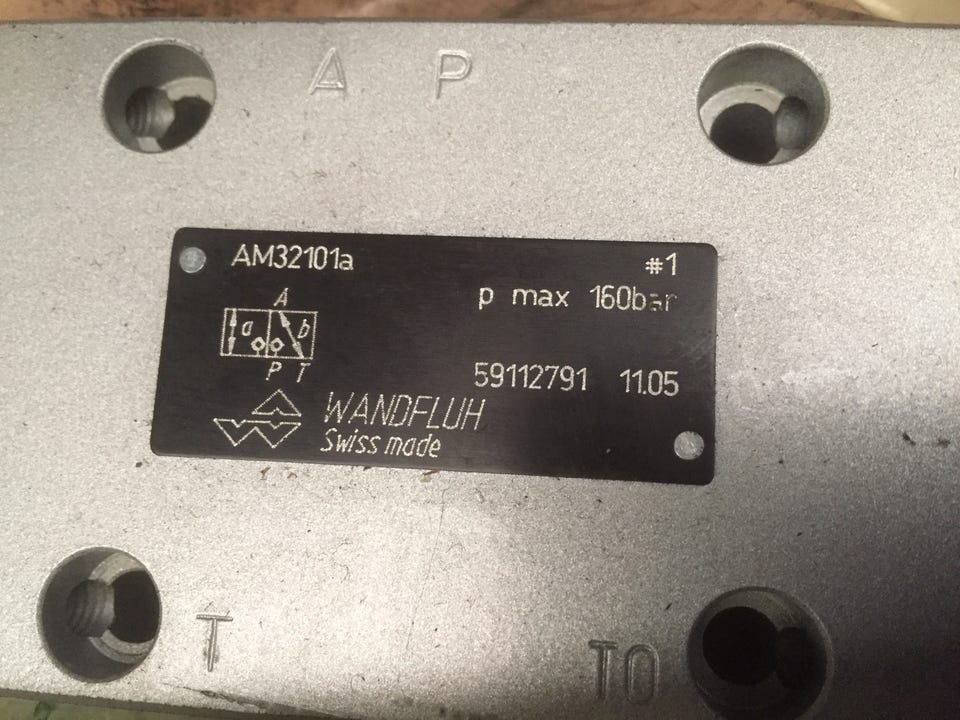 A P
AM32101a #1
p max 160bar
A
a b
P T
59112791 11.05
WANDFLUH
Swiss made
T TO